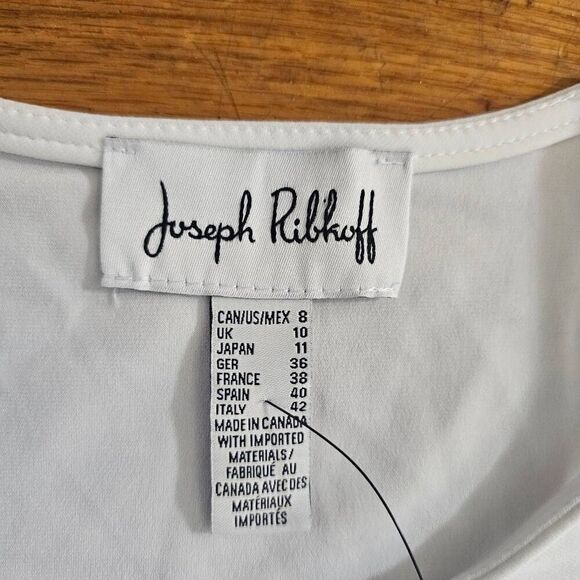 Joseph Ribkoff
CAN/US/MEX 8
UK 10
JAPAN 11
GER 36
FRANCE 38
SPAIN 40
ITALY 42
MADE IN CANADA
WITH IMPORTED
MATERIALS/
FABRIQUÉ AU
CANADA AVEC DES
MATÉRIAUX
IMPORTÉS